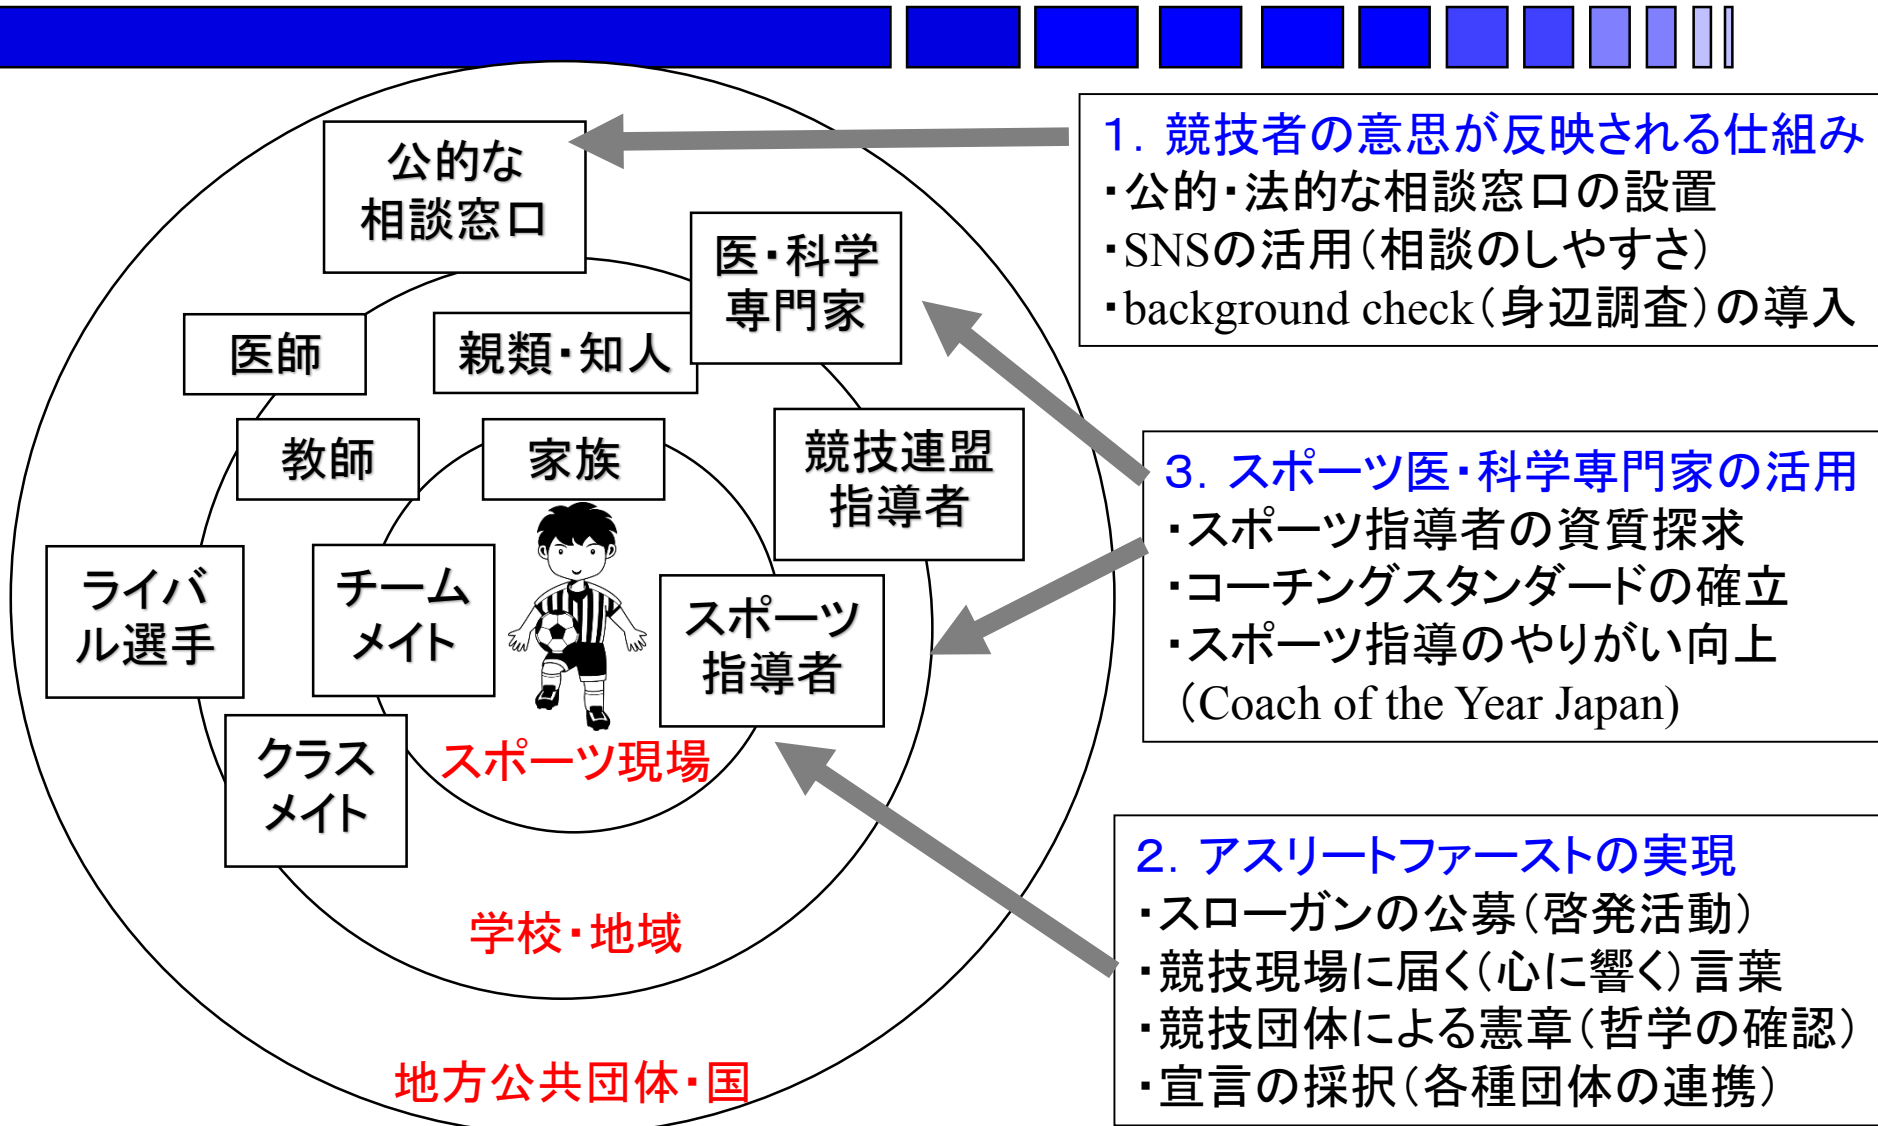 公的な
相談窓口
医・科学
専門家
医師
親類・知人
教師
家族
競技連盟
指導者
ライバ
ル選手
チーム
メイト
スポーツ
指導者
クラス
メイト
スポーツ現場
学校・地域
地方公共団体・国
１．競技者の意思が反映される仕組み
・公的・法的な相談窓口の設置
・SNSの活用（相談のしやすさ）
・background check（身辺調査）の導入
３．スポーツ医・科学専門家の活用
・スポーツ指導者の資質探求
・コーチングスタンダードの確立
・スポーツ指導のやりがい向上
（Coach of the Year Japan)
２．アスリートファーストの実現
・スローガンの公募（啓発活動）
・競技現場に届く（心に響く）言葉
・競技団体による憲章（哲学の確認）
・宣言の採択（各種団体の連携）